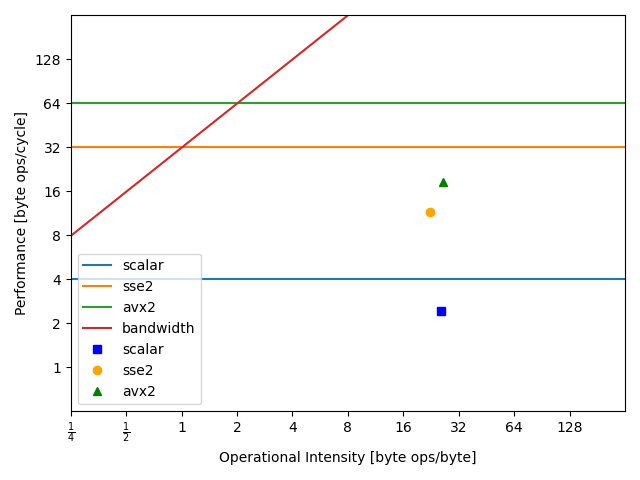 Performance [byte ops/cycle]
128
64
32
16
8
4
2
1
scalar
sse2
avx2
bandwidth
scalar
sse2
avx2
1/4 1/2 1 2 4 8 16 32 64 128
Operational Intensity [byte ops/byte]